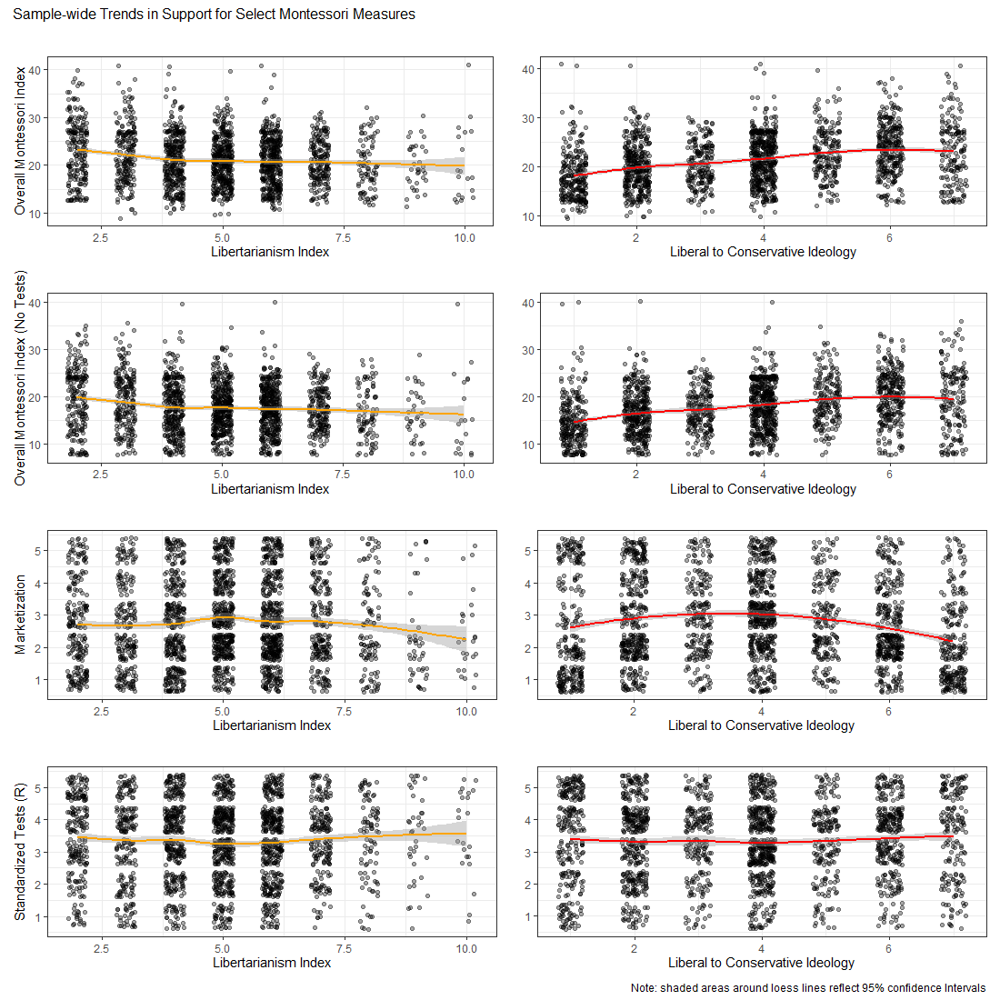 Sample-wide Trends in Support for Select Montessori Measures
Overall Montessori Index
40
30
20
10
2.5 5.0 7.5 10.0
Libertarianism Index
40
30
20
10
2 4 6
Liberal to Conservative Ideology
Overall Montessori Index (No Tests)
40
30
20
10
2.5 5.0 7.5 10.0
Libertarianism Index
40
30
20
10
2 4 6
Liberal to Conservative Ideology
Marketization
5
4
3
2
1
2.5 5.0 7.5 10.0
Libertarianism Index
5
4
3
2
1
2 4 6
Liberal to Conservative Ideology
Standardized Tests (R)
5
4
3
2
1
2.5 5.0 7.5 10.0
Libertarianism Index
5
4
3
2
1
2 4 6
Liberal to Conservative Ideology
Note: shaded areas around loess lines reflect 95% confidence Intervals